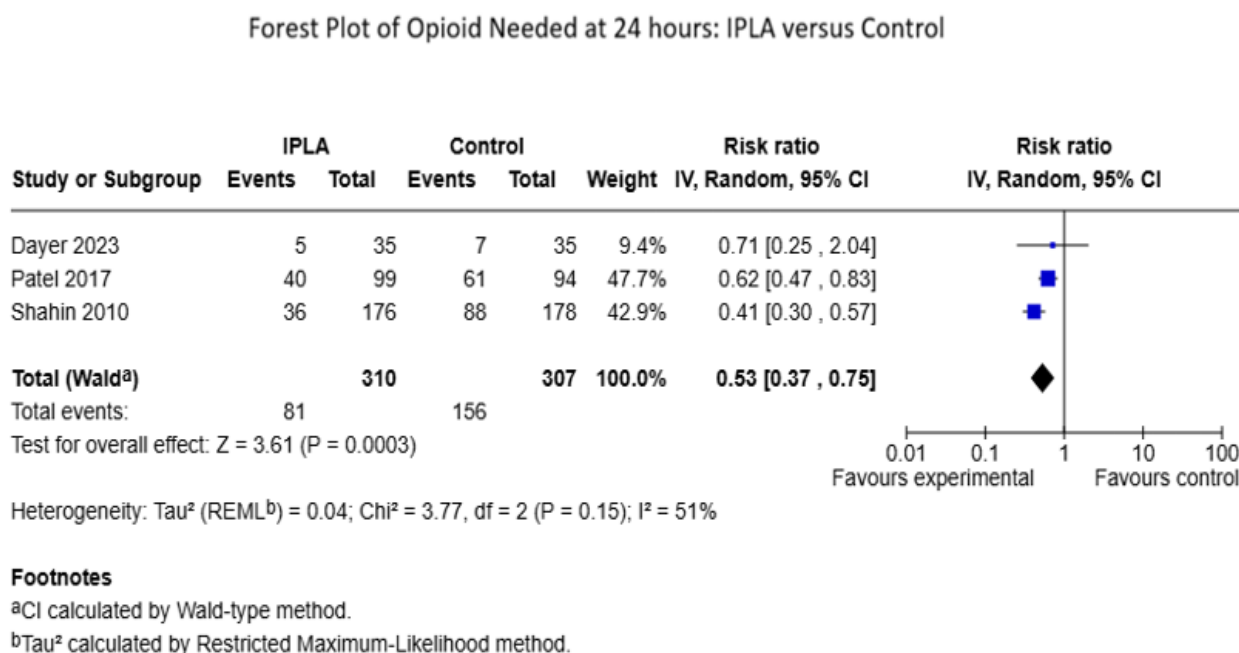 Forest Plot of Opioid Needed at 24 hours: IPLA versus Control
IPLA Control Risk ratio Risk ratio
Study or Subgroup Events Total Events Total Weight IV, Random, 95% CI IV, Random, 95% CI
Dayer 2023 5 35 7 35 9.4% 0.71 [0.25 , 2.04]
Patel 2017 40 99 61 94 47.7% 0.62 [0.47 , 0.83]
Shahin 2010 36 176 88 178 42.9% 0.41 [0.30 , 0.57]
Total (Waldᵃ) 310 307 100.0% 0.53 [0.37 , 0.75]
Total events: 81 156
Test for overall effect: Z = 3.61 (P = 0.0003)
0.01 0.1 1 10 100
Favours experimental Favours control
Heterogeneity: Tau² (REMLᵇ) = 0.04; Chi² = 3.77, df = 2 (P = 0.15); I² = 51%
Footnotes
ᵃCI calculated by Wald-type method.
ᵇTau² calculated by Restricted Maximum-Likelihood method.